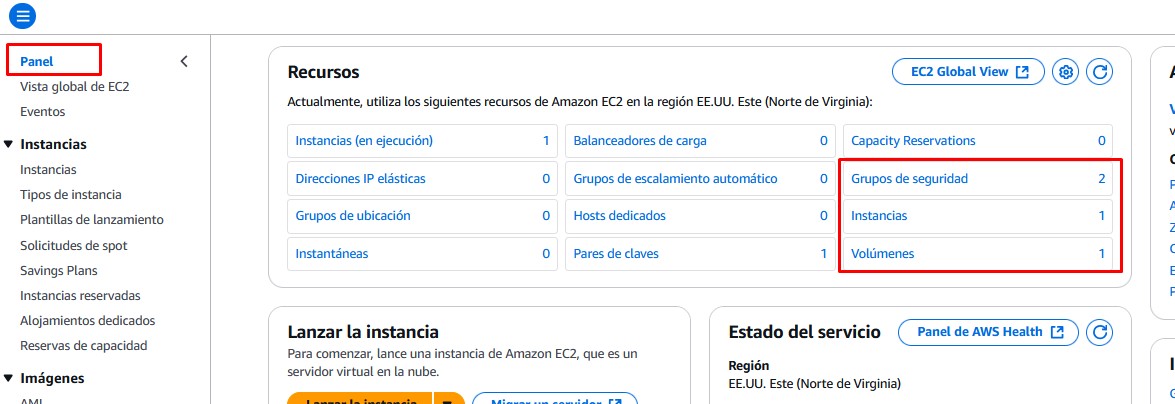 Panel
Vista global de EC2
Eventos
Instancias
Instancias
Tipos de instancia
Plantillas de lanzamiento
Solicitudes de spot
Savings Plans
Instancias reservadas
Alojamientos dedicados
Reservas de capacidad
Imágenes
AMI
Recursos
EC2 Global View
Actualmente, utiliza los siguientes recursos de Amazon EC2 en la región EE.UU. Este (Norte de Virginia):
Instancias (en ejecución) 1
Balanceadores de carga 0
Capacity Reservations 0
Direcciones IP elásticas 0
Grupos de escalamiento automático 0
Grupos de seguridad 2
Grupos de ubicación 0
Hosts dedicados 0
Instancias 1
Instantáneas 0
Pares de claves 1
Volúmenes 1
Lanzar la instancia
Para comenzar, lance una instancia de Amazon EC2, que es un
servidor virtual en la nube.
Lanzar la instancia
Migrar un servidor
Estado del servicio
Panel de AWS Health
Región
EE.UU. Este (Norte de Virginia)